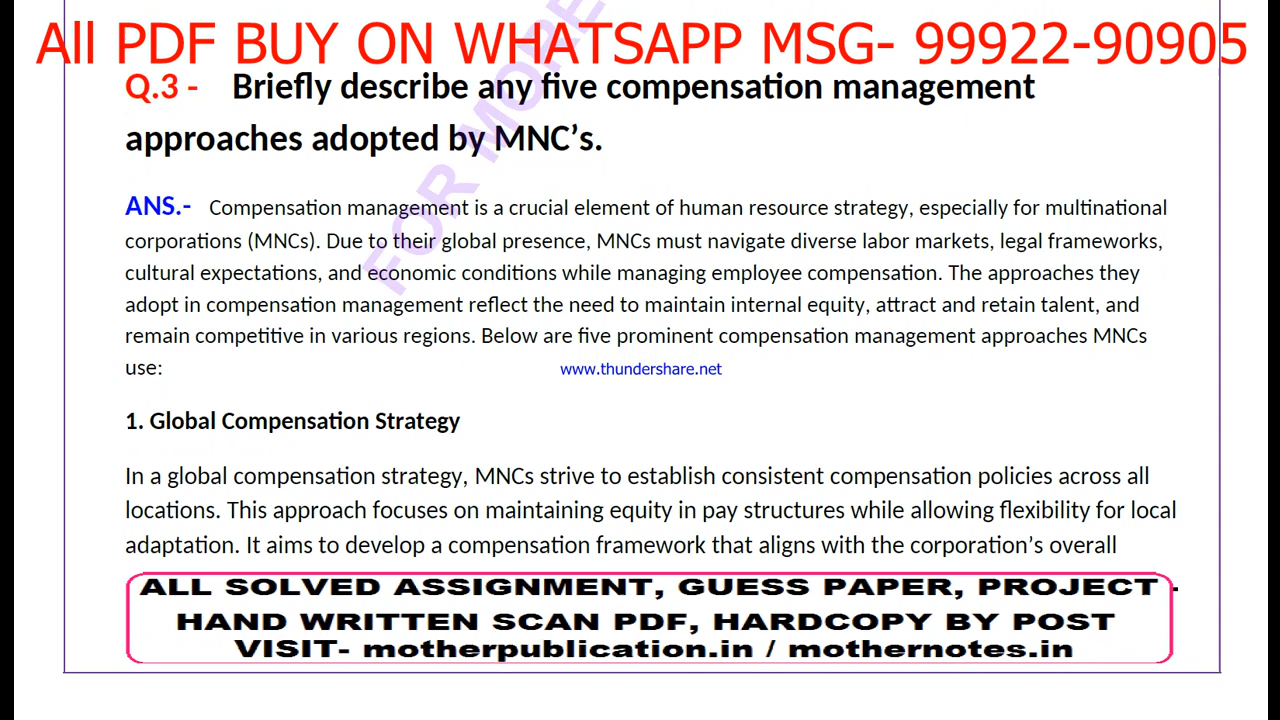 All PDF BUY ON WHATSAPP MSG- 99922-90905
Q.3 - Briefly describe any five compensation management
approaches adopted by MNC’s.
FOR MORE
ANS.- Compensation management is a crucial element of human resource strategy, especially for multinational
corporations (MNCs). Due to their global presence, MNCs must navigate diverse labor markets, legal frameworks,
cultural expectations, and economic conditions while managing employee compensation. The approaches they
adopt in compensation management reflect the need to maintain internal equity, attract and retain talent, and
remain competitive in various regions. Below are five prominent compensation management approaches MNCs
use:
www.thundershare.net
1. Global Compensation Strategy
In a global compensation strategy, MNCs strive to establish consistent compensation policies across all
locations. This approach focuses on maintaining equity in pay structures while allowing flexibility for local
adaptation. It aims to develop a compensation framework that aligns with the corporation’s overall
ALL SOLVED ASSIGNMENT, GUESS PAPER, PROJECT -
HAND WRITTEN SCAN PDF, HARDCOPY BY POST
VISIT- motherpublication.in / mothernotes.in